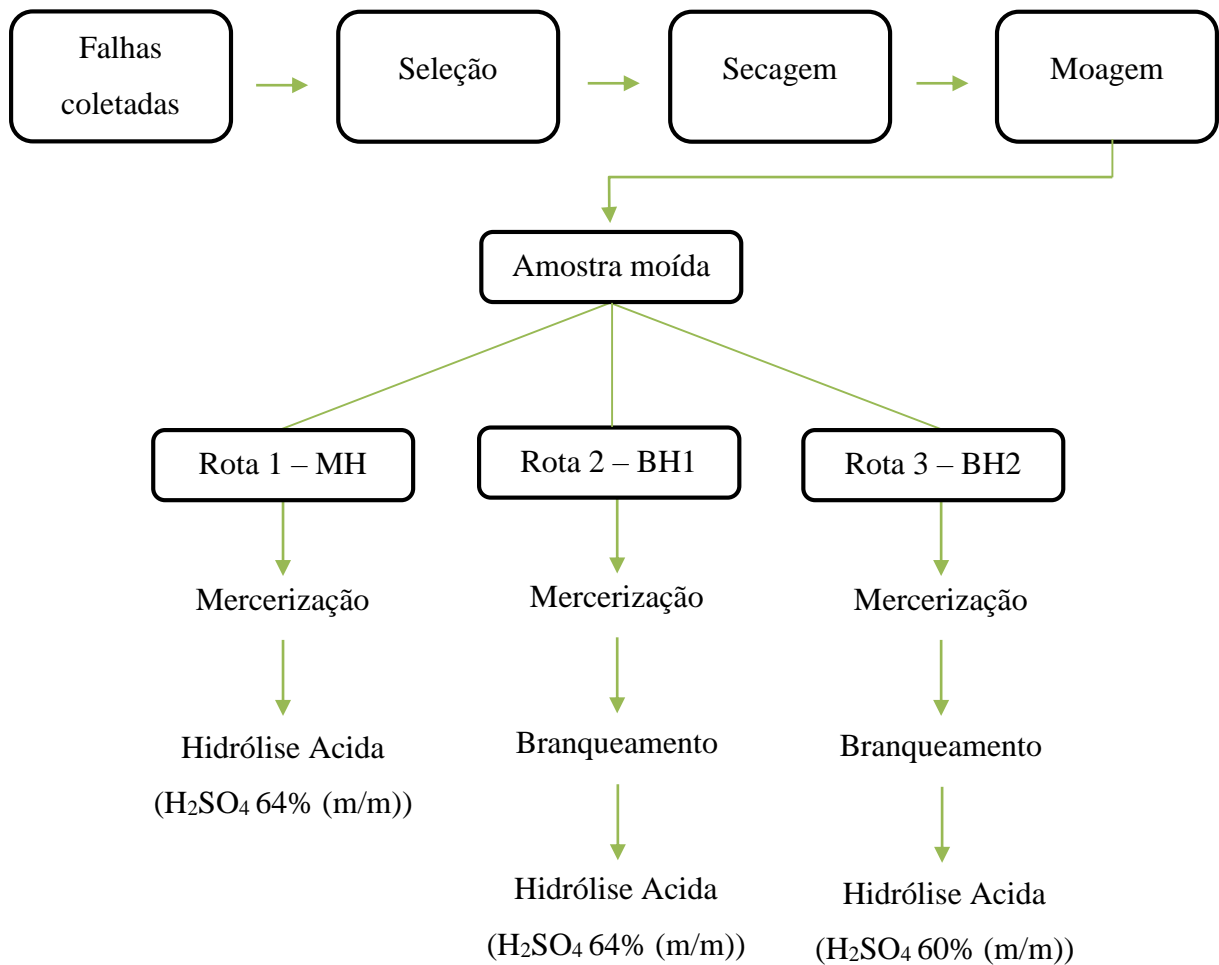 Falhas
coletadas
Seleção
Secagem
Moagem
Amostra moída
Rota 1 – MH
Rota 2 – BH1
Rota 3 – BH2
Mercerização
Mercerização
Mercerização
Hidrólise Acida
(H₂SO₄ 64% (m/m))
Branqueamento
Branqueamento
Hidrólise Acida
(H₂SO₄ 64% (m/m))
Hidrólise Acida
(H₂SO₄ 60% (m/m))